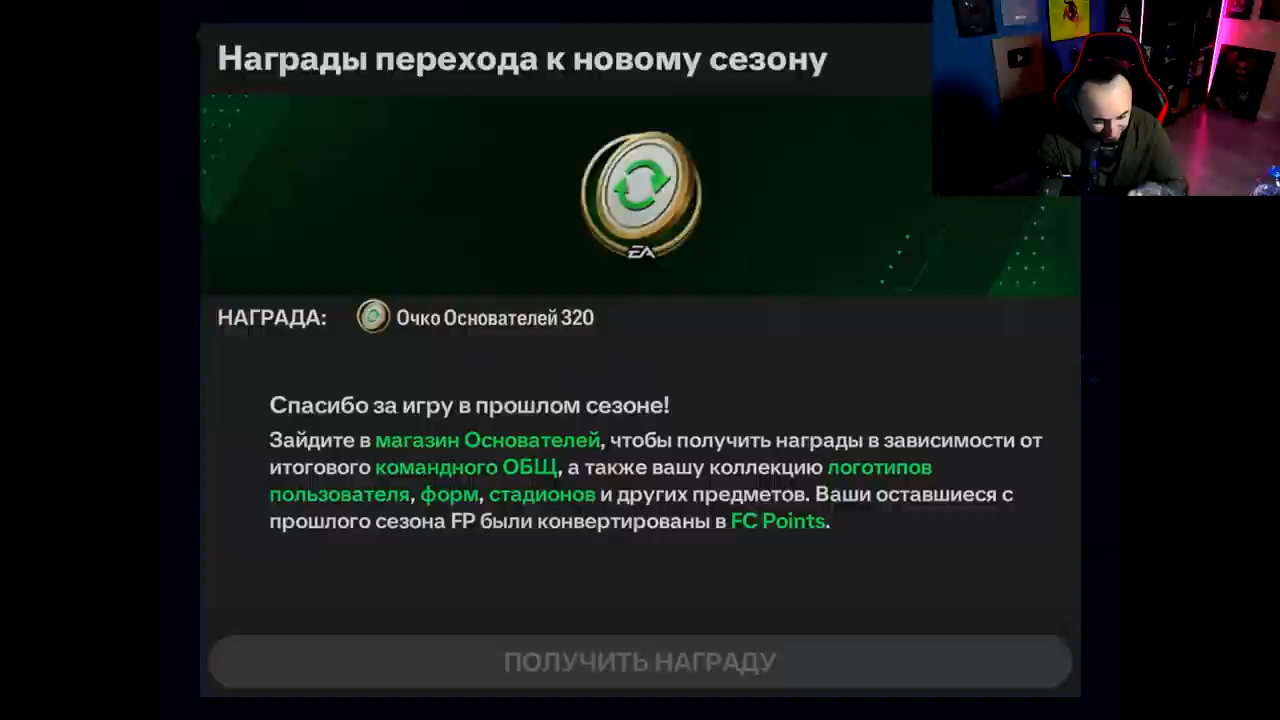 Награды перехода к новому сезону
EA
НАГРАДА: Очко Основателей 320
Спасибо за игру в прошлом сезоне!
Зайдите в магазин Основателей, чтобы получить награды в зависимости от
итогового командного ОБЩ, а также вашу коллекцию логотипов
пользователя, форм, стадионов и других предметов. Ваши оставшиеся с
прошлого сезона FP были конвертированы в FC Points.
ПОЛУЧИТЬ НАГРАДУ